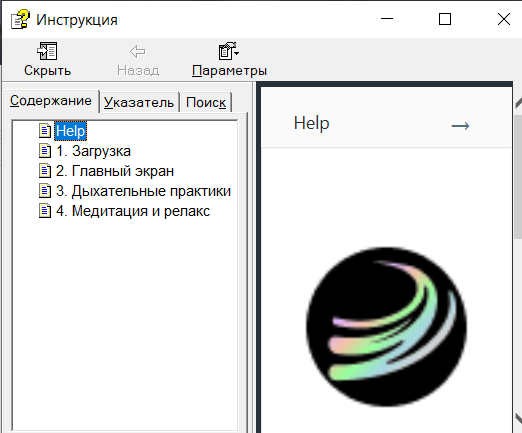 Инструкция
Скрыть Назад Параметры
Содержание Указатель Поиск
Help
1. Загрузка
2. Главный экран
3. Дыхательные практики
4. Медитация и релакс
Help →